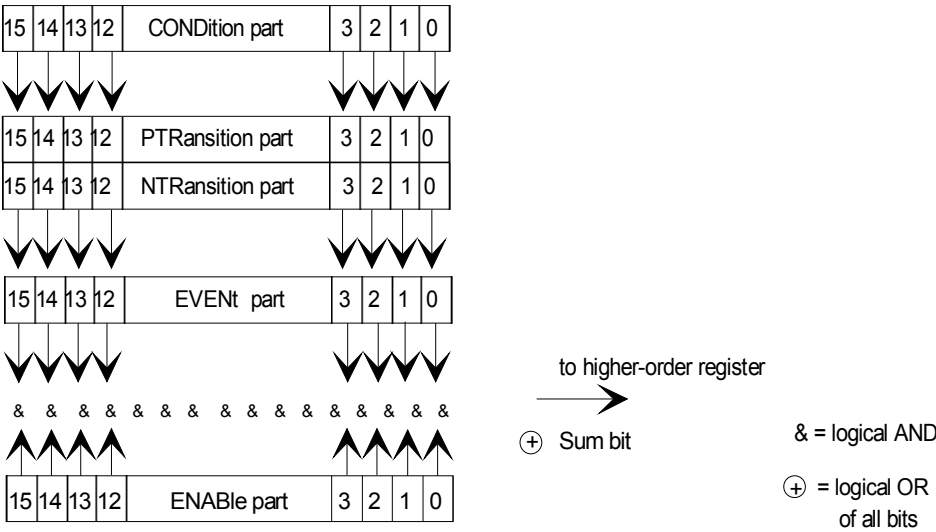 15 14 13 12 CONDition part 3 2 1 0
15 14 13 12 PTRansition part 3 2 1 0
15 14 13 12 NTRansition part 3 2 1 0
15 14 13 12 EVENt part 3 2 1 0
to higher-order register
& & & & & & & & & & & & & & & &
+ Sum bit
& = logical AND
15 14 13 12 ENABle part 3 2 1 0
+ = logical OR
of all bits